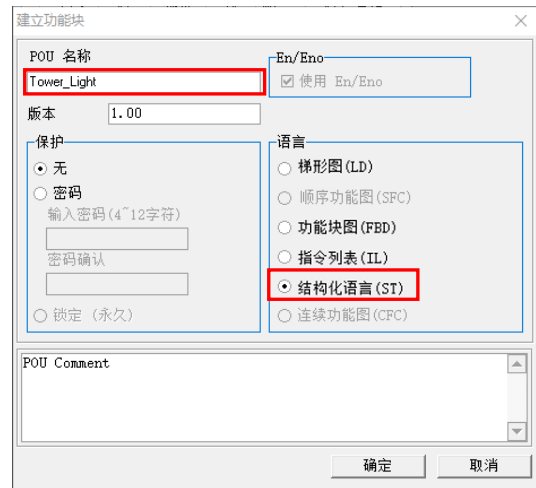 建立功能块
POU 名称
Tower_Light
En/Eno
使用 En/Eno
版本
1.00
保护
无
密码
输入密码(4~12字符)
密码确认
锁定 (永久)
语言
梯形图(LD)
顺序功能图(SFC)
功能块图(FBD)
指令列表(IL)
结构化语言(ST)
连续功能图(CFC)
POU Comment
确定
取消